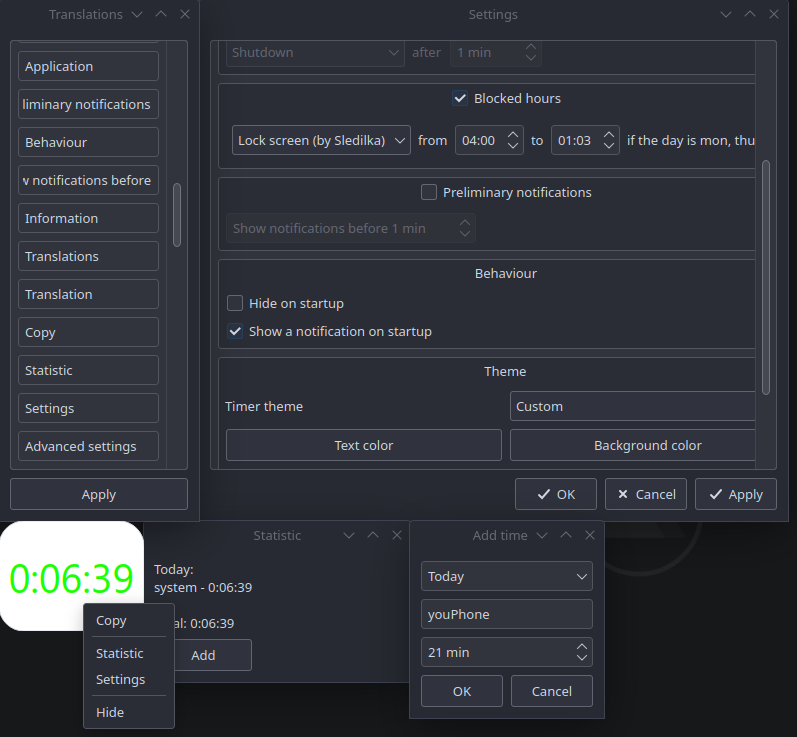 Translations
Application
liminary notifications
Behaviour
notifications before
Information
Translations
Translation
Copy
Statistic
Settings
Advanced settings
Apply
Settings
Shutdown after 1 min
Blocked hours
Lock screen (by Sledilka) from 04:00 to 01:03 if the day is mon, thu
Preliminary notifications
Show notifications before 1 min
Behaviour
Hide on startup
Show a notification on startup
Theme
Timer theme Custom
Text color Background color
OK Cancel Apply
0:06:39
Copy
Statistic
Settings
Hide
Statistic
Today:
system - 0:06:39
al: 0:06:39
Add
Add time
Today
youPhone
21 min
OK Cancel